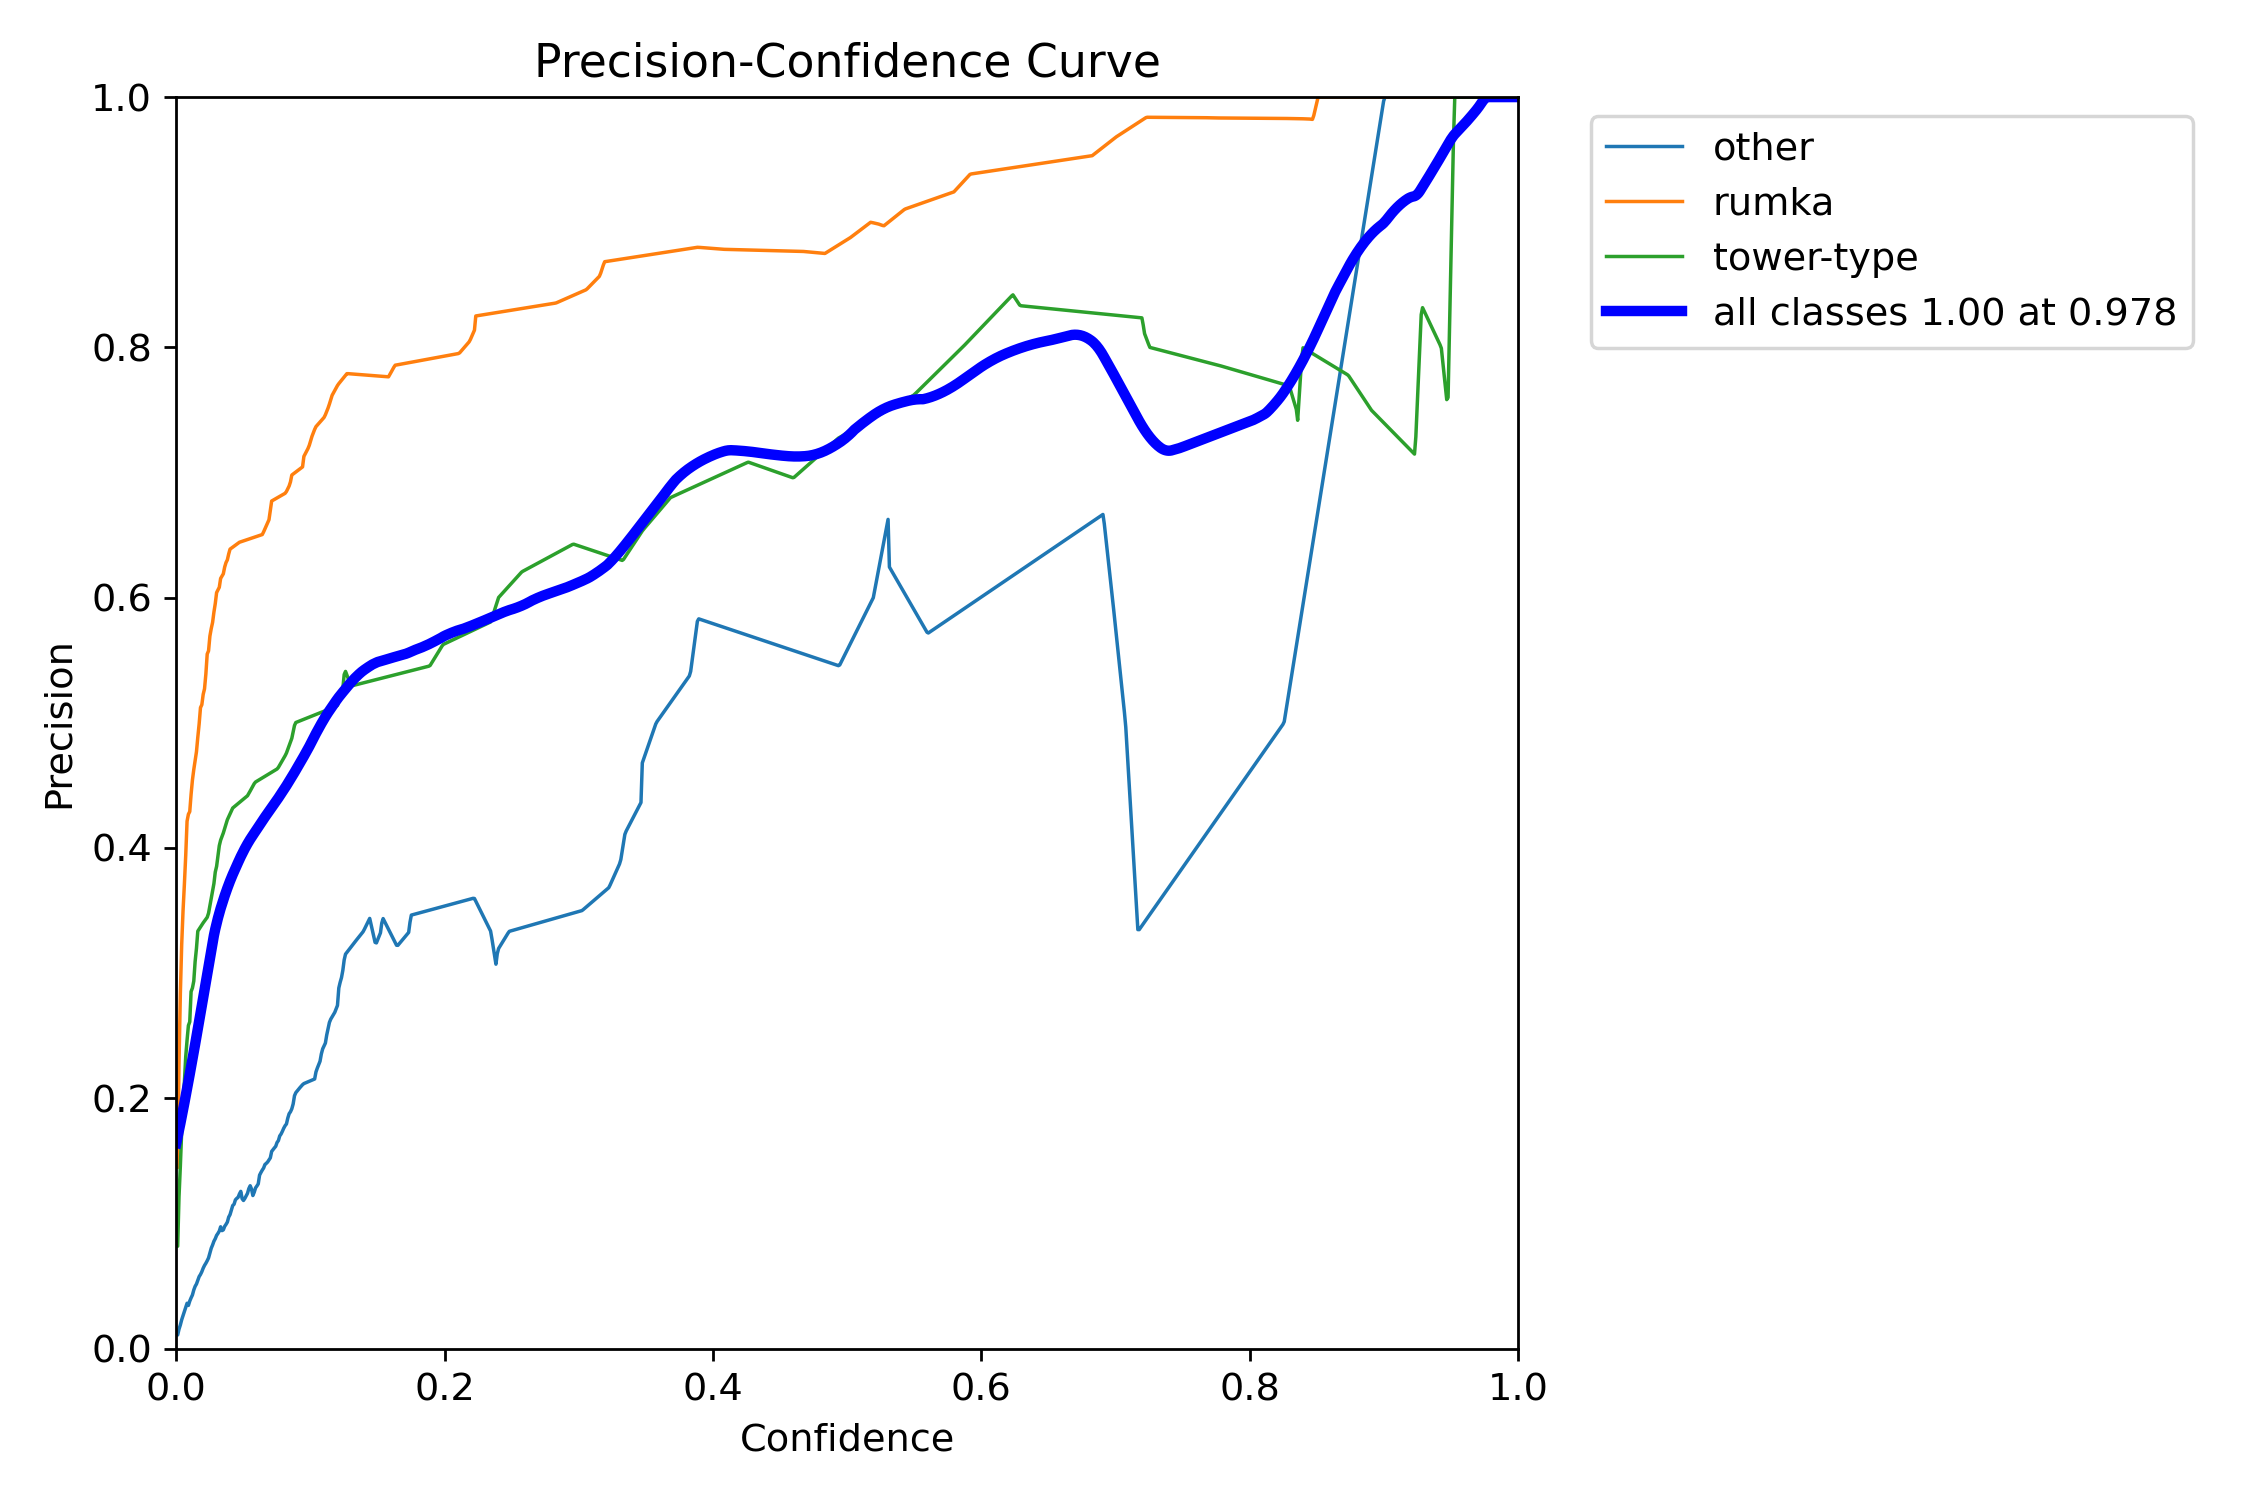 Precision-Confidence Curve
1.0
0.8
0.6
0.4
0.2
0.0
Precision
0.0 0.2 0.4 0.6 0.8 1.0
Confidence
other
rumka
tower-type
all classes 1.00 at 0.978